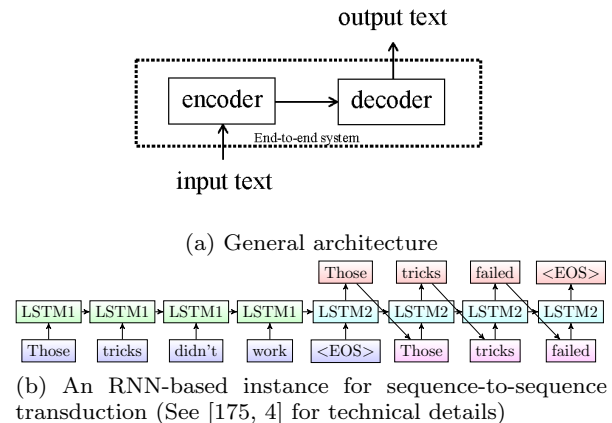 output text
encoder
decoder
End-to-end system
input text
(a) General architecture
Those tricks failed <EOS>
LSTM1 LSTM1 LSTM1 LSTM1 LSTM2 LSTM2 LSTM2 LSTM2
Those tricks didn't work <EOS> Those tricks failed
(b) An RNN-based instance for sequence-to-sequence
transduction (See [175, 4] for technical details)